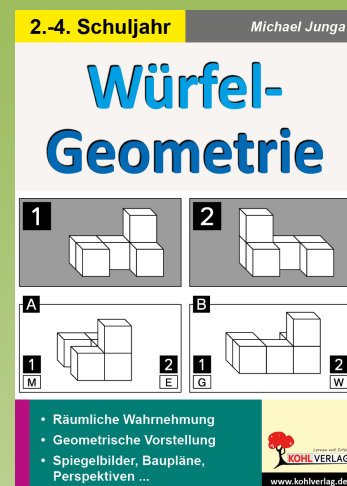 2.-4. Schuljahr
Michael Junga
Würfel-
Geometrie
1
2
A
B
1
2
1
2
M
E
G
W
• Räumliche Wahrnehmung
• Geometrische Vorstellung
• Spiegelbilder, Baupläne,
Perspektiven ...
KOHL VERLAG
www.kohlverlag.de